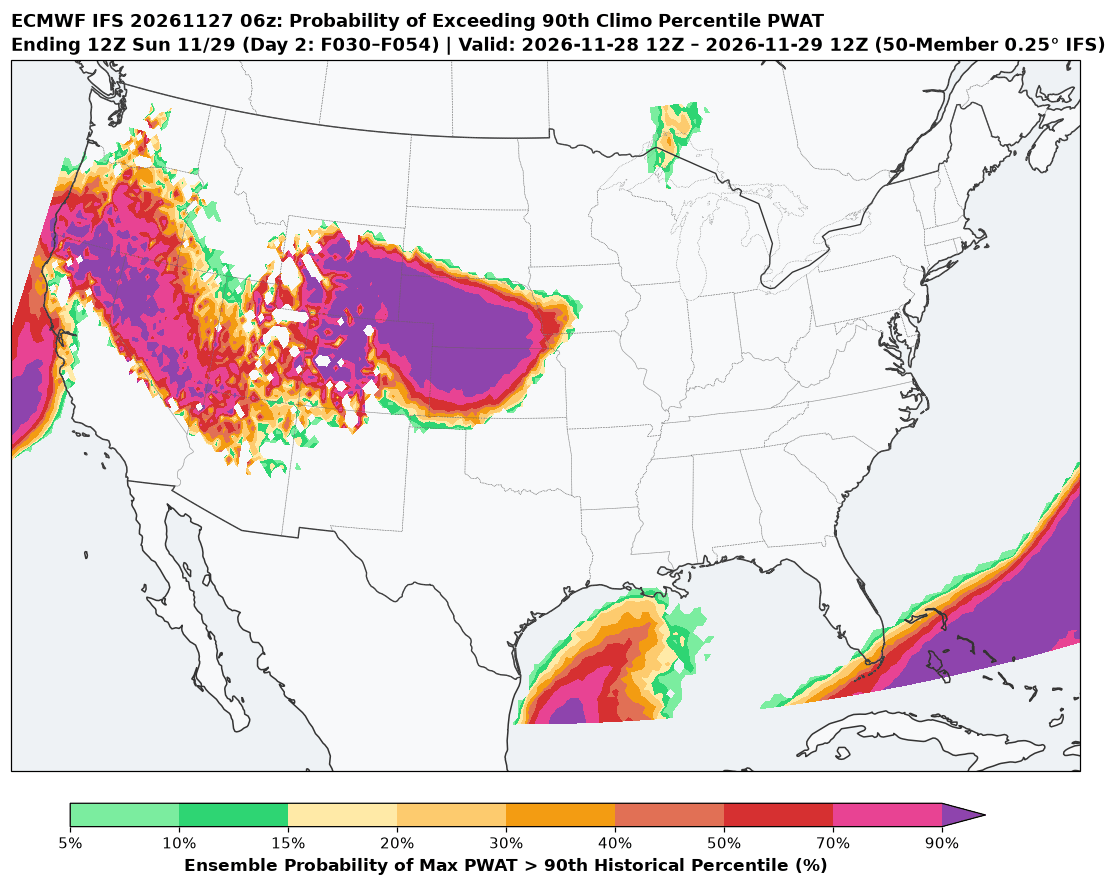 ECMWF IFS 20261127 06z: Probability of Exceeding 90th Climo Percentile PWAT
Ending 12Z Sun 11/29 (Day 2: F030–F054) | Valid: 2026-11-28 12Z – 2026-11-29 12Z (50-Member 0.25° IFS)
5% 10% 15% 20% 30% 40% 50% 70% 90%
Ensemble Probability of Max PWAT > 90th Historical Percentile (%)